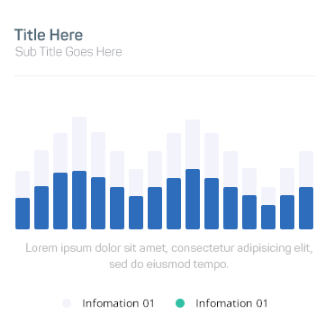 Title Here
Sub Title Goes Here
Lorem ipsum dolor sit amet, consectetur adipisicing elit,
sed do eiusmod tempo.
Infomation 01
Infomation 01